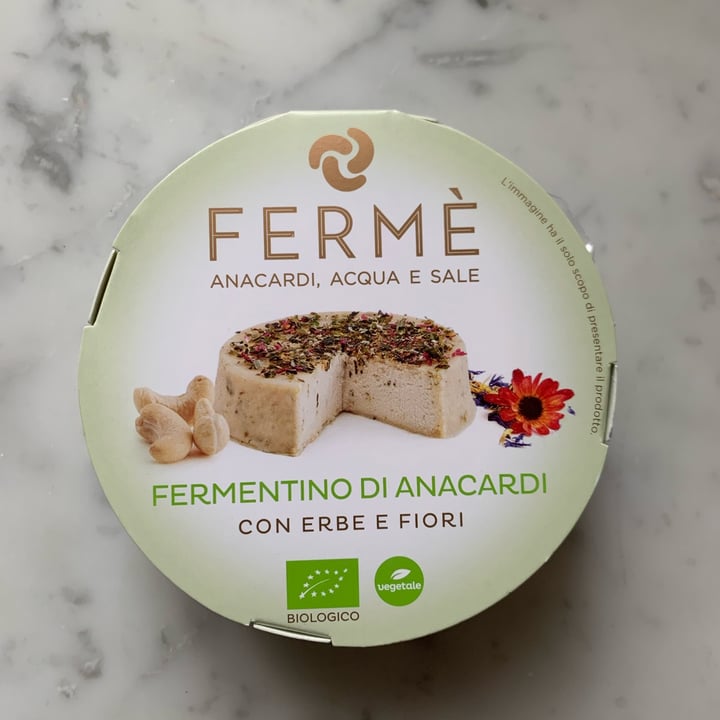 FERMÈ
ANACARDI, ACQUA E SALE
L'immagine ha il solo scopo di presentare il prodotto.
FERMENTINO DI ANACARDI
CON ERBE E FIORI
BIOLOGICO
vegetale